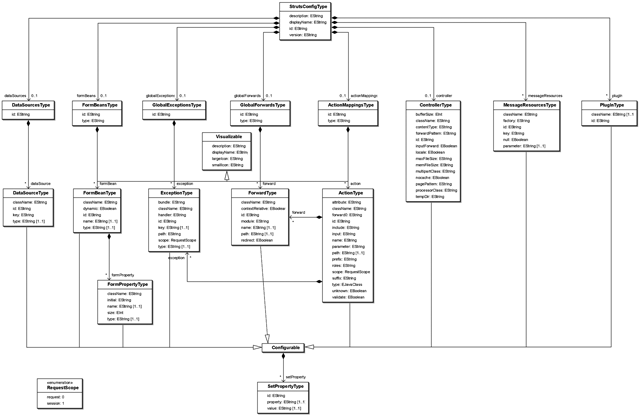 StrutsConfigType
description: EString
displayName: EString
id: EString
version: EString
dataSources
0..1
formBeans
0..1
globalExceptions
0..1
globalForwards
0..1
0..1
actionMappings
0..1
controller
*
messageResources
*
plugin
DataSourcesType
id: EString
FormBeansType
id: EString
type: EString
GlobalExceptionsType
id: EString
GlobalForwardsType
id: EString
type: EString
ActionMappingsType
id: EString
type: EString
ControllerType
bufferSize: EInt
className: EString
contentType: EString
forwardPattern: EString
id: EString
inputForward: EBoolean
locale: EBoolean
maxFileSize: EString
memFileSize: EString
multipartClass: EString
nocache: EBoolean
pagePattern: EString
processorClass: EString
tempDir: EString
MessageResourcesType
className: EString
factory: EString
id: EString
key: EString
null: EBoolean
parameter: EString [1..1]
PlugInType
className: EString [1..1]
id: EString
Visualizable
description: EString
displayName: EString
largeIcon: EString
smallIcon: EString
*
dataSource
*
formBean
*
exception
*
forward
*
action
DataSourceType
className: EString
id: EString
key: EString
type: EString [1..1]
FormBeanType
className: EString
dynamic: EBoolean
id: EString
name: EString [1..1]
type: EString [1..1]
ExceptionType
bundle: EString
className: EString
handler: EString
id: EString
key: EString [1..1]
path: EString
scope: RequestScope
type: EString [1..1]
ForwardType
className: EString
contextRelative: EBoolean
id: EString
module: EString
name: EString [1..1]
path: EString [1..1]
redirect: EBoolean
ActionType
attribute: EString
className: EString
forward0: EString
id: EString
include: EString
input: EString
name: EString
parameter: EString
path: EString [1..1]
prefix: EString
roles: EString
scope: RequestScope
suffix: EString
type: EJavaClass
unknown: EBoolean
validate: EBoolean
forward
*
exception
*
*
formProperty
FormPropertyType
className: EString
initial: EString
name: EString [1..1]
size: EInt
type: EString [1..1]
Configurable
*
setProperty
SetPropertyType
id: EString
property: EString [1..1]
value: EString [1..1]
«enumeration»
RequestScope
request: 0
session: 1